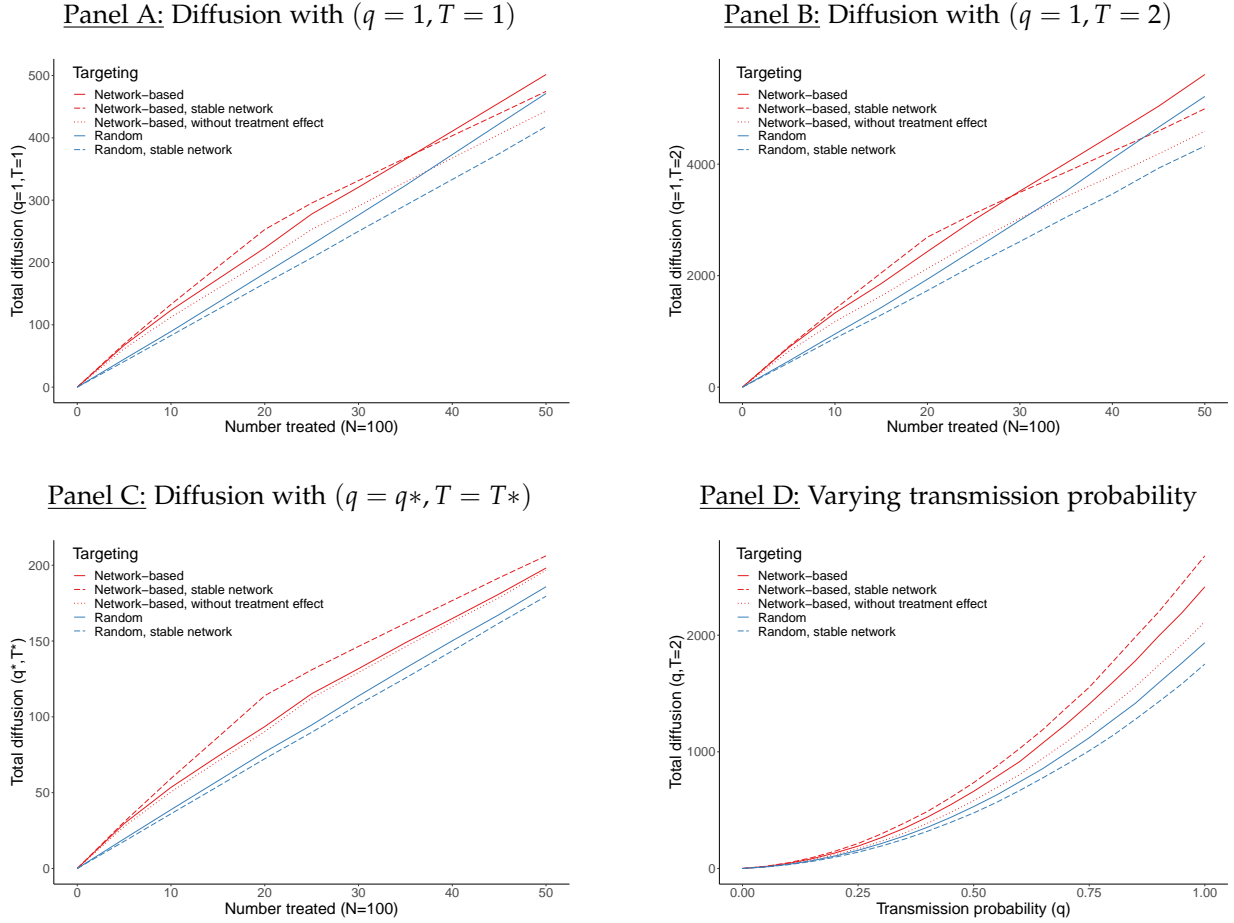 Panel A: Diffusion with (q = 1, T = 1)
Total diffusion (q=1,T=1)
500
400
300
200
100
0
Targeting
Network−based
Network−based, stable network
Network−based, without treatment effect
Random
Random, stable network
0 10 20 30 40 50
Number treated (N=100)
Panel B: Diffusion with (q = 1, T = 2)
Total diffusion (q=1,T=2)
4000
2000
0
Targeting
Network−based
Network−based, stable network
Network−based, without treatment effect
Random
Random, stable network
0 10 20 30 40 50
Number treated (N=100)
Panel C: Diffusion with (q = q∗, T = T∗)
Total diffusion (q*,T*)
200
150
100
50
0
Targeting
Network−based
Network−based, stable network
Network−based, without treatment effect
Random
Random, stable network
0 10 20 30 40 50
Number treated (N=100)
Panel D: Varying transmission probability
Total diffusion (q,T=2)
2000
1000
0
Targeting
Network−based
Network−based, stable network
Network−based, without treatment effect
Random
Random, stable network
0.00 0.25 0.50 0.75 1.00
Transmission probability (q)